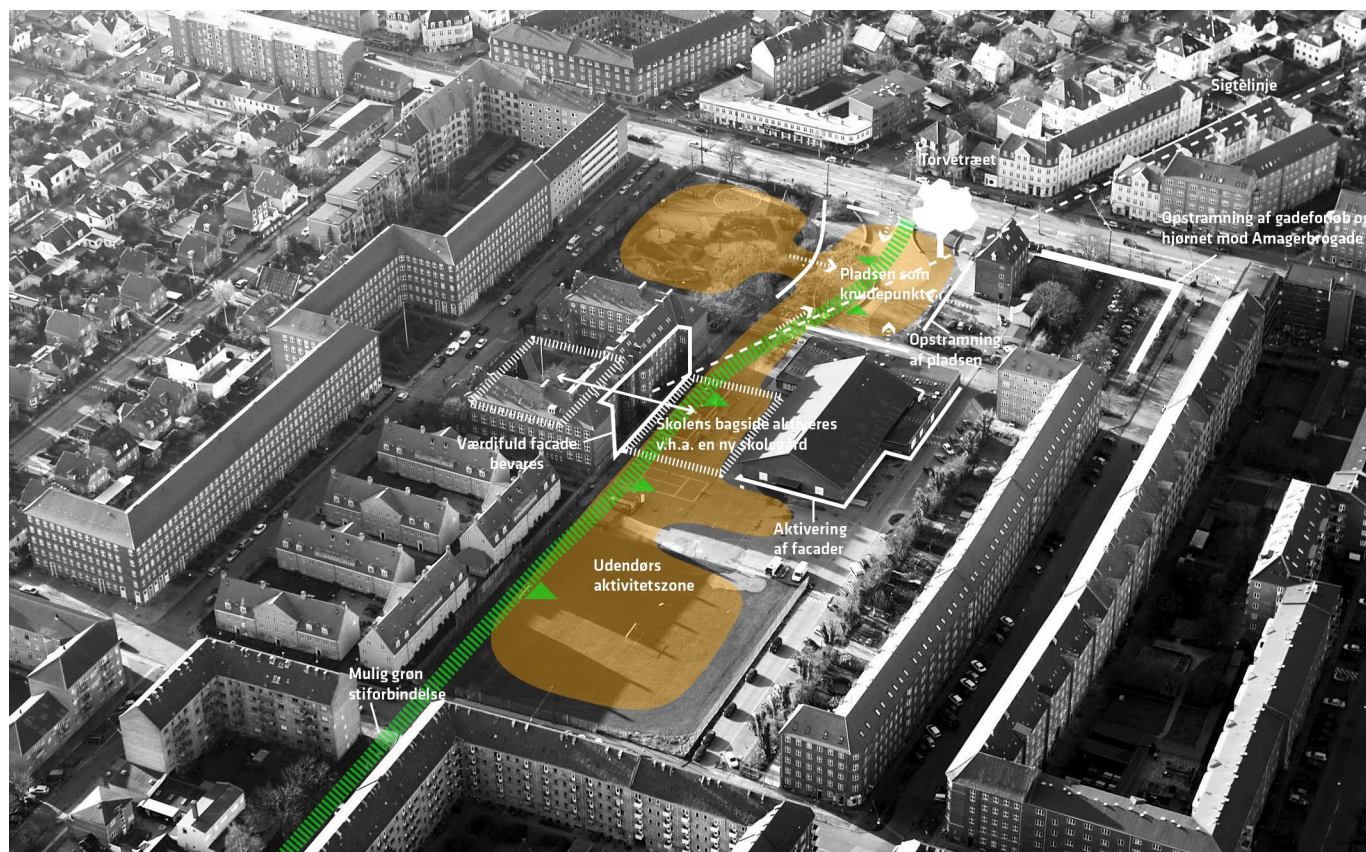 Sigtelinje
Torvetræet
Opstramning af gadeforløb og
hjørnet mod Amagerbrogade
Pladsen som
knudepunkt
Opstramning
af pladsen
Skolens bagside aktiveres
v.h.a. en ny skolegård
Værdifuld facade
bevares
Aktivering
af facader
Udendørs
aktivitetszone
Mulig grøn
stiforbindelse